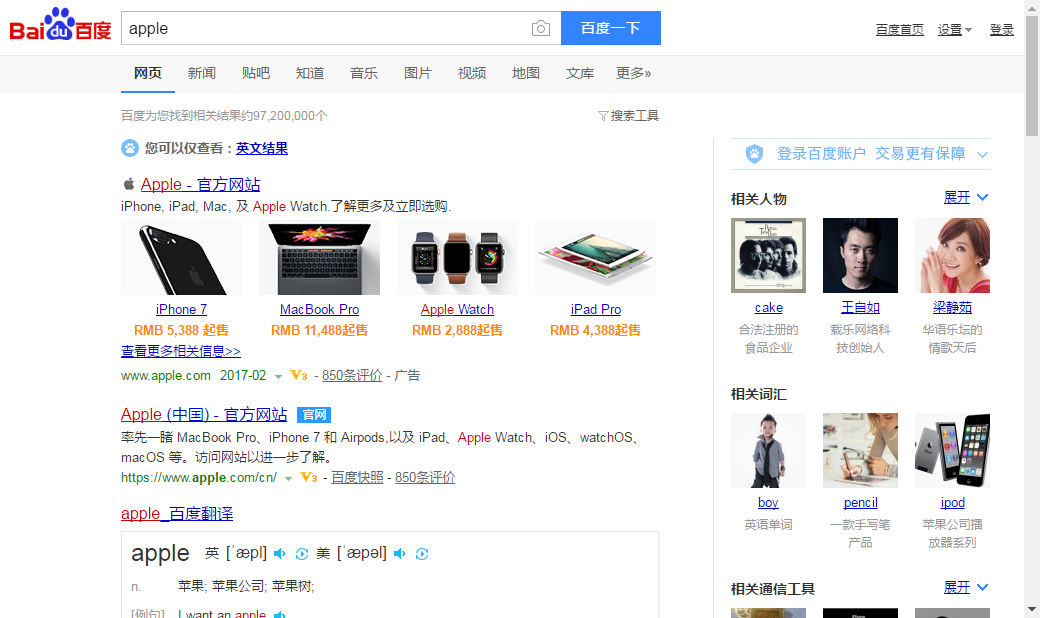 Bai du 百度
apple
百度一下
百度首页 设置 登录
网页 新闻 贴吧 知道 音乐 图片 视频 地图 文库 更多»
百度为您找到相关结果约97,200,000个
搜索工具
您可以仅查看：英文结果
Apple - 官方网站
iPhone, iPad, Mac, 及 Apple Watch.了解更多及立即选购.
iPhone 7 MacBook Pro Apple Watch iPad Pro
RMB 5,388 起售 RMB 11,488起售 RMB 2,888起售 RMB 4,388起售
查看更多相关信息>>
www.apple.com 2017-02 V3 - 850条评价 - 广告
Apple (中国) - 官方网站 官网
率先一睹 MacBook Pro、iPhone 7 和 Airpods,以及 iPad、Apple Watch、iOS、watchOS、
macOS 等。访问网站以进一步了解。
https://www.apple.com/cn/ V3 - 百度快照 - 850条评价
apple_百度翻译
apple 英 [ˈæpl] 美 [ˈæpəl]
n. 苹果; 苹果公司; 苹果树;
[例句] I want an apple
登录百度账户 交易更有保障
相关人物 展开
cake 王自如 梁静茹
合法注册的 载乐网络科 华语乐坛的
食品企业 技创始人 情歌天后
相关词汇
boy pencil ipod
英语单词 一款手写笔 苹果公司播
产品 放器系列
相关通信工具 展开